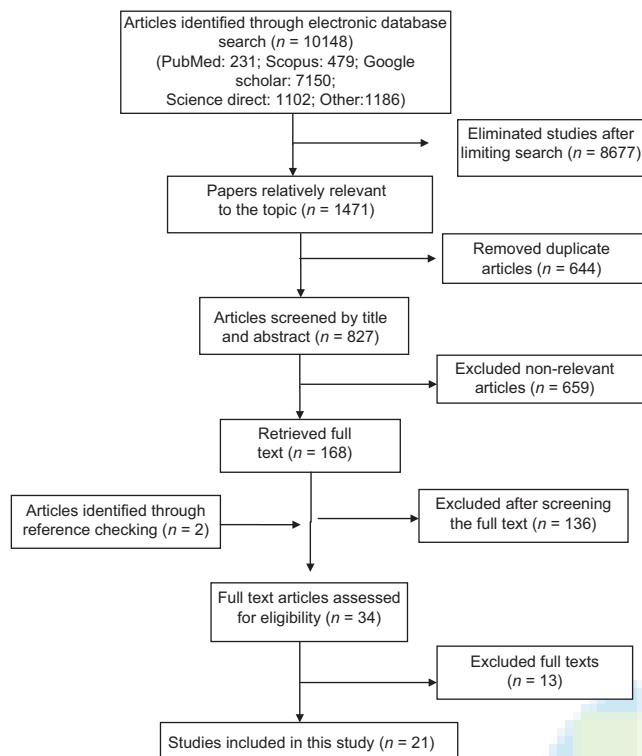 Articles identified through electronic database
search (n = 10148)
(PubMed: 231; Scopus: 479; Google
scholar: 7150;
Science direct: 1102; Other:1186)
Eliminated studies after
limiting search (n = 8677)
Papers relatively relevant
to the topic (n = 1471)
Removed duplicate
articles (n = 644)
Articles screened by title
and abstract (n = 827)
Excluded non-relevant
articles (n = 659)
Retrieved full
text (n = 168)
Articles identified through
reference checking (n = 2)
Excluded after screening
the full text (n = 136)
Full text articles assessed
for eligibility (n = 34)
Excluded full texts
(n = 13)
Studies included in this study (n = 21)